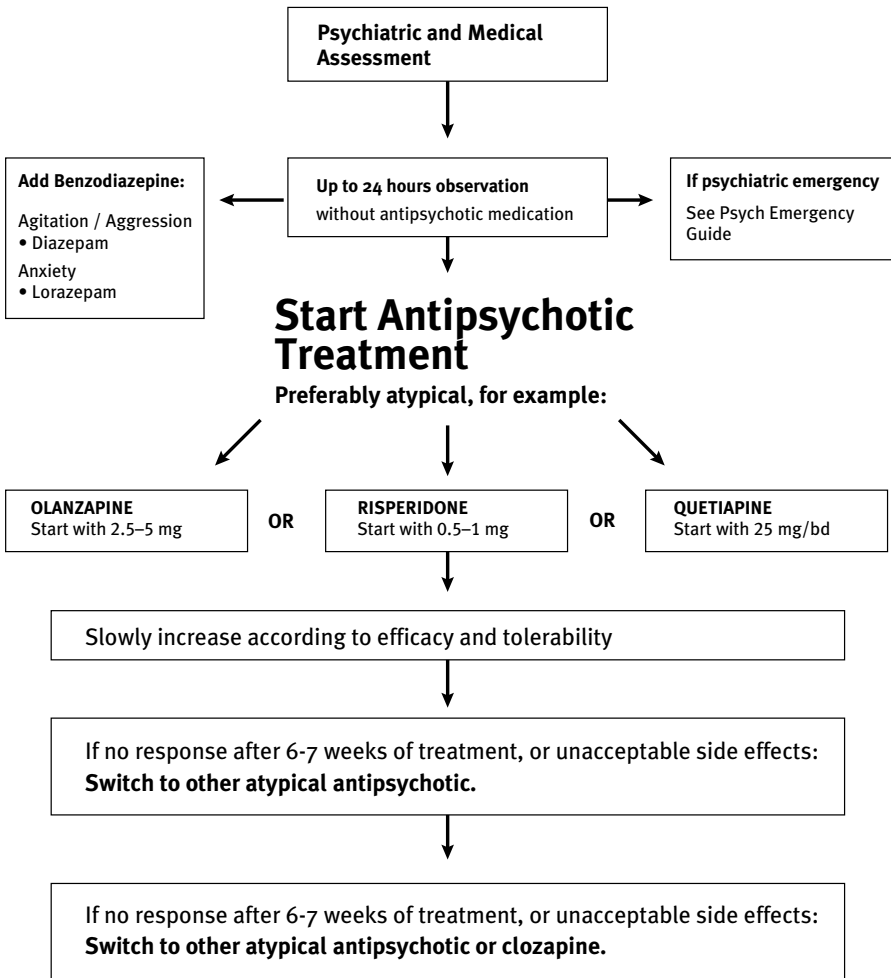 Psychiatric and Medical
Assessment
Add Benzodiazepine:
Agitation / Aggression
• Diazepam
Anxiety
• Lorazepam
Up to 24 hours observation
without antipsychotic medication
If psychiatric emergency
See Psych Emergency
Guide
Start Antipsychotic
Treatment
Preferably atypical, for example:
OLANZAPINE
Start with 2.5–5 mg
OR
RISPERIDONE
Start with 0.5–1 mg
OR
QUETIAPINE
Start with 25 mg/bd
Slowly increase according to efficacy and tolerability
If no response after 6-7 weeks of treatment, or unacceptable side effects:
Switch to other atypical antipsychotic.
If no response after 6-7 weeks of treatment, or unacceptable side effects:
Switch to other atypical antipsychotic or clozapine.